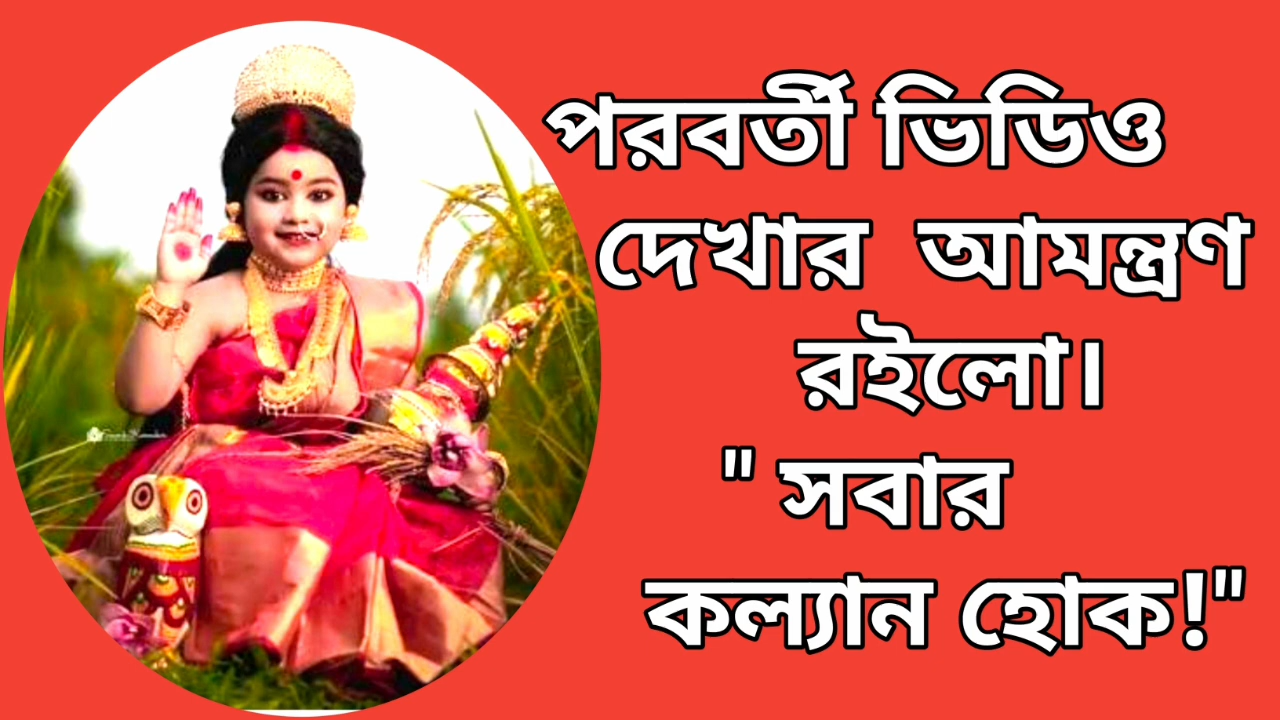 পরবর্তী ভিডিও
দেখার আমন্ত্রণ
রইলো।
" সবার
কল্যান হোক!"